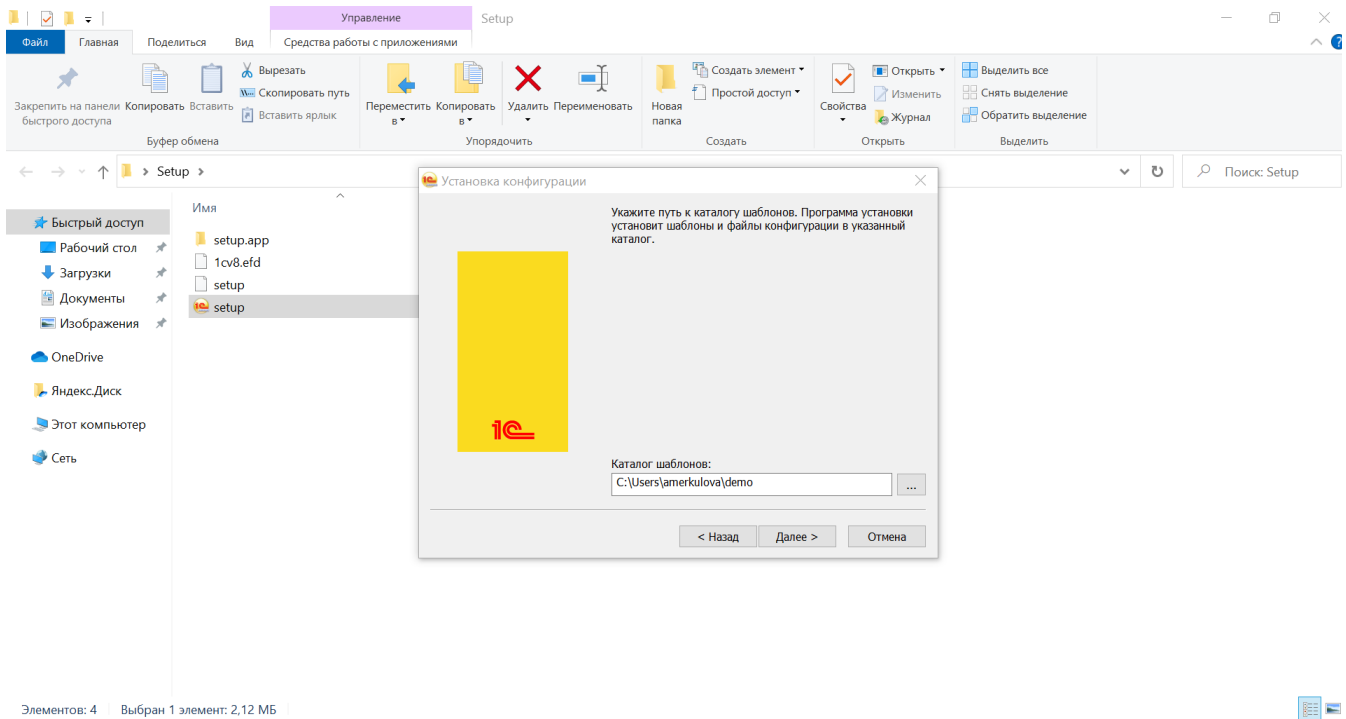 Управление
Setup
Файл
Главная
Поделиться
Вид
Средства работы с приложениями
?
Закрепить на панели
быстрого доступа
Копировать
Вставить
Вырезать
Скопировать путь
Вставить ярлык
Буфер обмена
Переместить
в
Копировать
в
Удалить
Переименовать
Упорядочить
Новая
папка
Создать элемент
Простой доступ
Создать
Свойства
Открыть
Изменить
Журнал
Открыть
Выделить все
Снять выделение
Обратить выделение
Выделить
Setup
Поиск: Setup
Быстрый доступ
Рабочий стол
Загрузки
Документы
Изображения
OneDrive
Яндекс.Диск
Этот компьютер
Сеть
Имя
setup.app
1cv8.efd
setup
setup
Установка конфигурации
Укажите путь к каталогу шаблонов. Программа установки
установит шаблоны и файлы конфигурации в указанный
каталог.
1С
Каталог шаблонов:
C:\Users\amerkulova\demo
...
< Назад
Далее >
Отмена
Элементов: 4
Выбран 1 элемент: 2,12 МБ